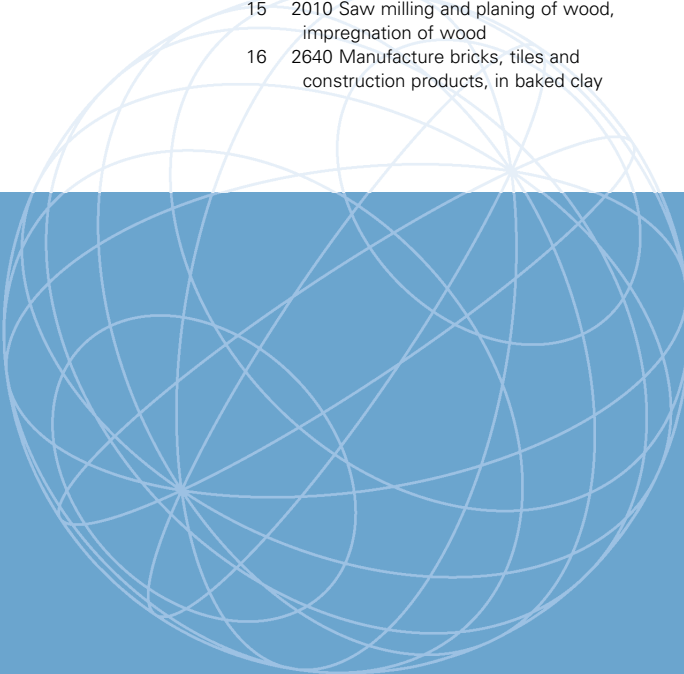 15 2010 Saw milling and planing of wood,
impregnation of wood
16 2640 Manufacture bricks, tiles and
construction products, in baked clay